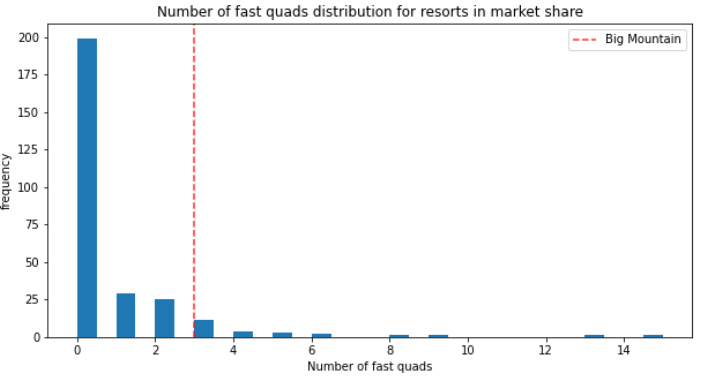 Number of fast quads distribution for resorts in market share
Big Mountain
200
175
150
125
100
75
50
25
0
frequency
0 2 4 6 8 10 12 14
Number of fast quads